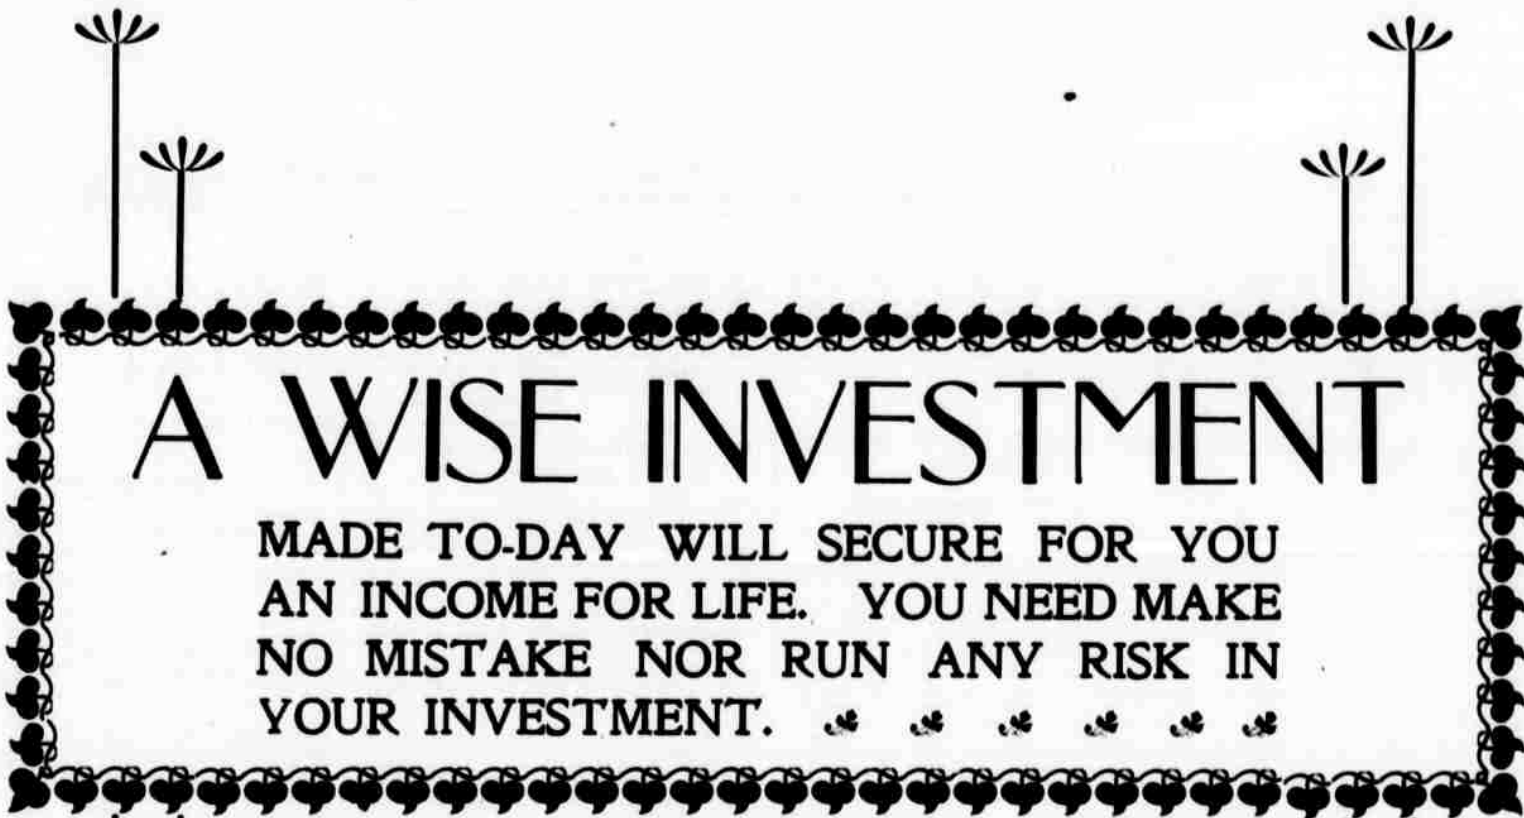 A WISE INVESTMENT
MADE TO-DAY WILL SECURE FOR YOU
AN INCOME FOR LIFE. YOU NEED MAKE
NO MISTAKE NOR RUN ANY RISK IN
YOUR INVESTMENT.